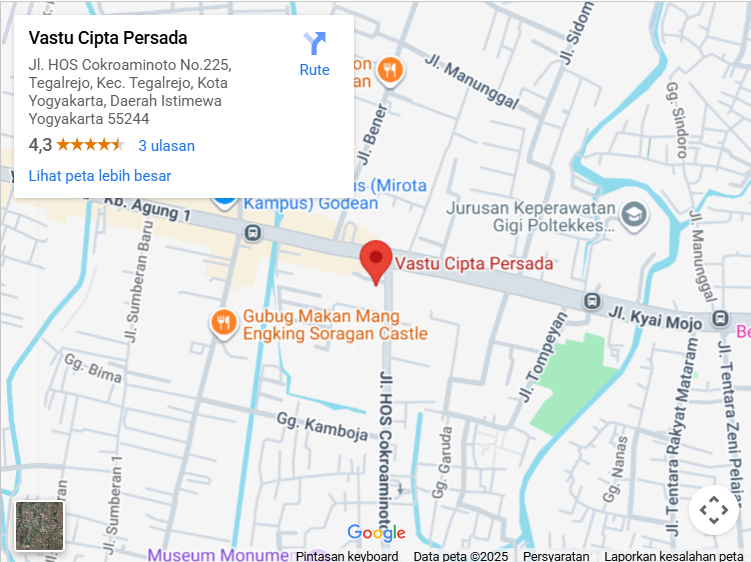 Vastu Cipta Persada
Jl. HOS Cokroaminoto No.225,
Tegalrejo, Kec. Tegalrejo, Kota
Yogyakarta, Daerah Istimewa
Yogyakarta 55244
Rute
4,3
3 ulasan
Lihat peta lebih besar
Jl. Manunggal
Jl. Bener
Gg. Sindoro
(Mirota
Kampus) Godean
Kb. Agung 1
Jurusan Keperawatan
Gigi Poltekkes...
Jl. Manunggal
Vastu Cipta Persada
Jl. Sumberan Baru
Gubug Makan Mang
Engking Soragan Castle
Jl. Kyai Mojo
Jl. Tompeyan
Gg. Bima
Jl. HOS Cokroaminoto
Gg. Kamboja
Gg. Garuda
Gg. Nanas
Jl. Tentara Rakyat Mataram
Jl. Tentara Zeni Pelajar
Jl. Sumberan 1
Google
Museum Monume
Pintasan keyboard
Data peta ©2025
Persyaratan
Laporkan kesalahan peta